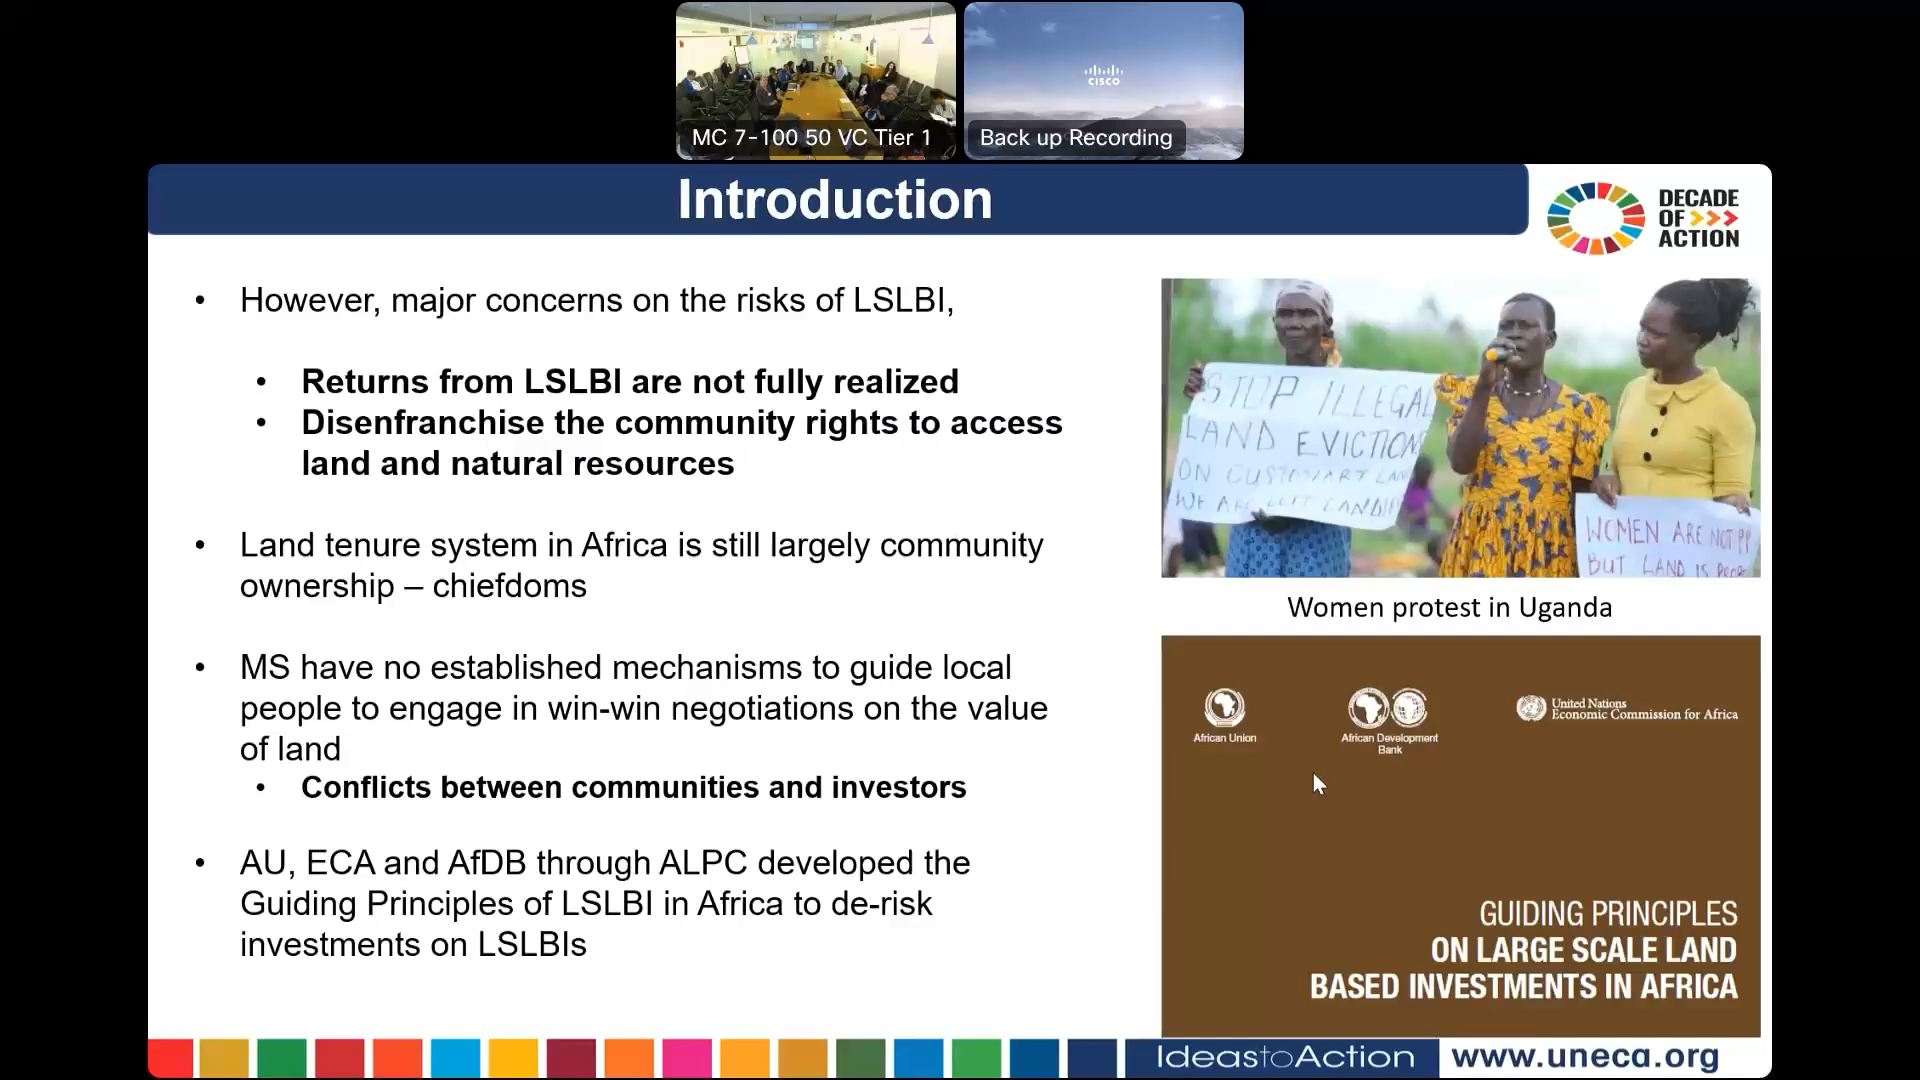 CISCO
MC 7-100 50 VC Tier 1
Back up Recording
Introduction
DECADE
OF >>>
ACTION
• However, major concerns on the risks of LSLBI,
• Returns from LSLBI are not fully realized
• Disenfranchise the community rights to access
land and natural resources
• Land tenure system in Africa is still largely community
ownership – chiefdoms
• MS have no established mechanisms to guide local
people to engage in win-win negotiations on the value
of land
• Conflicts between communities and investors
• AU, ECA and AfDB through ALPC developed the
Guiding Principles of LSLBI in Africa to de-risk
investments on LSLBIs
STOP ILLEGAL
LAND EVICTION
ON CUSTOMARY
WE
WOMEN ARE NOT
BUT LAND IS
Women protest in Uganda
African Union
African Development
Bank
United Nations
Economic Commission for Africa
GUIDING PRINCIPLES
ON LARGE SCALE LAND
BASED INVESTMENTS IN AFRICA
IdeastoAction
www.uneca.org